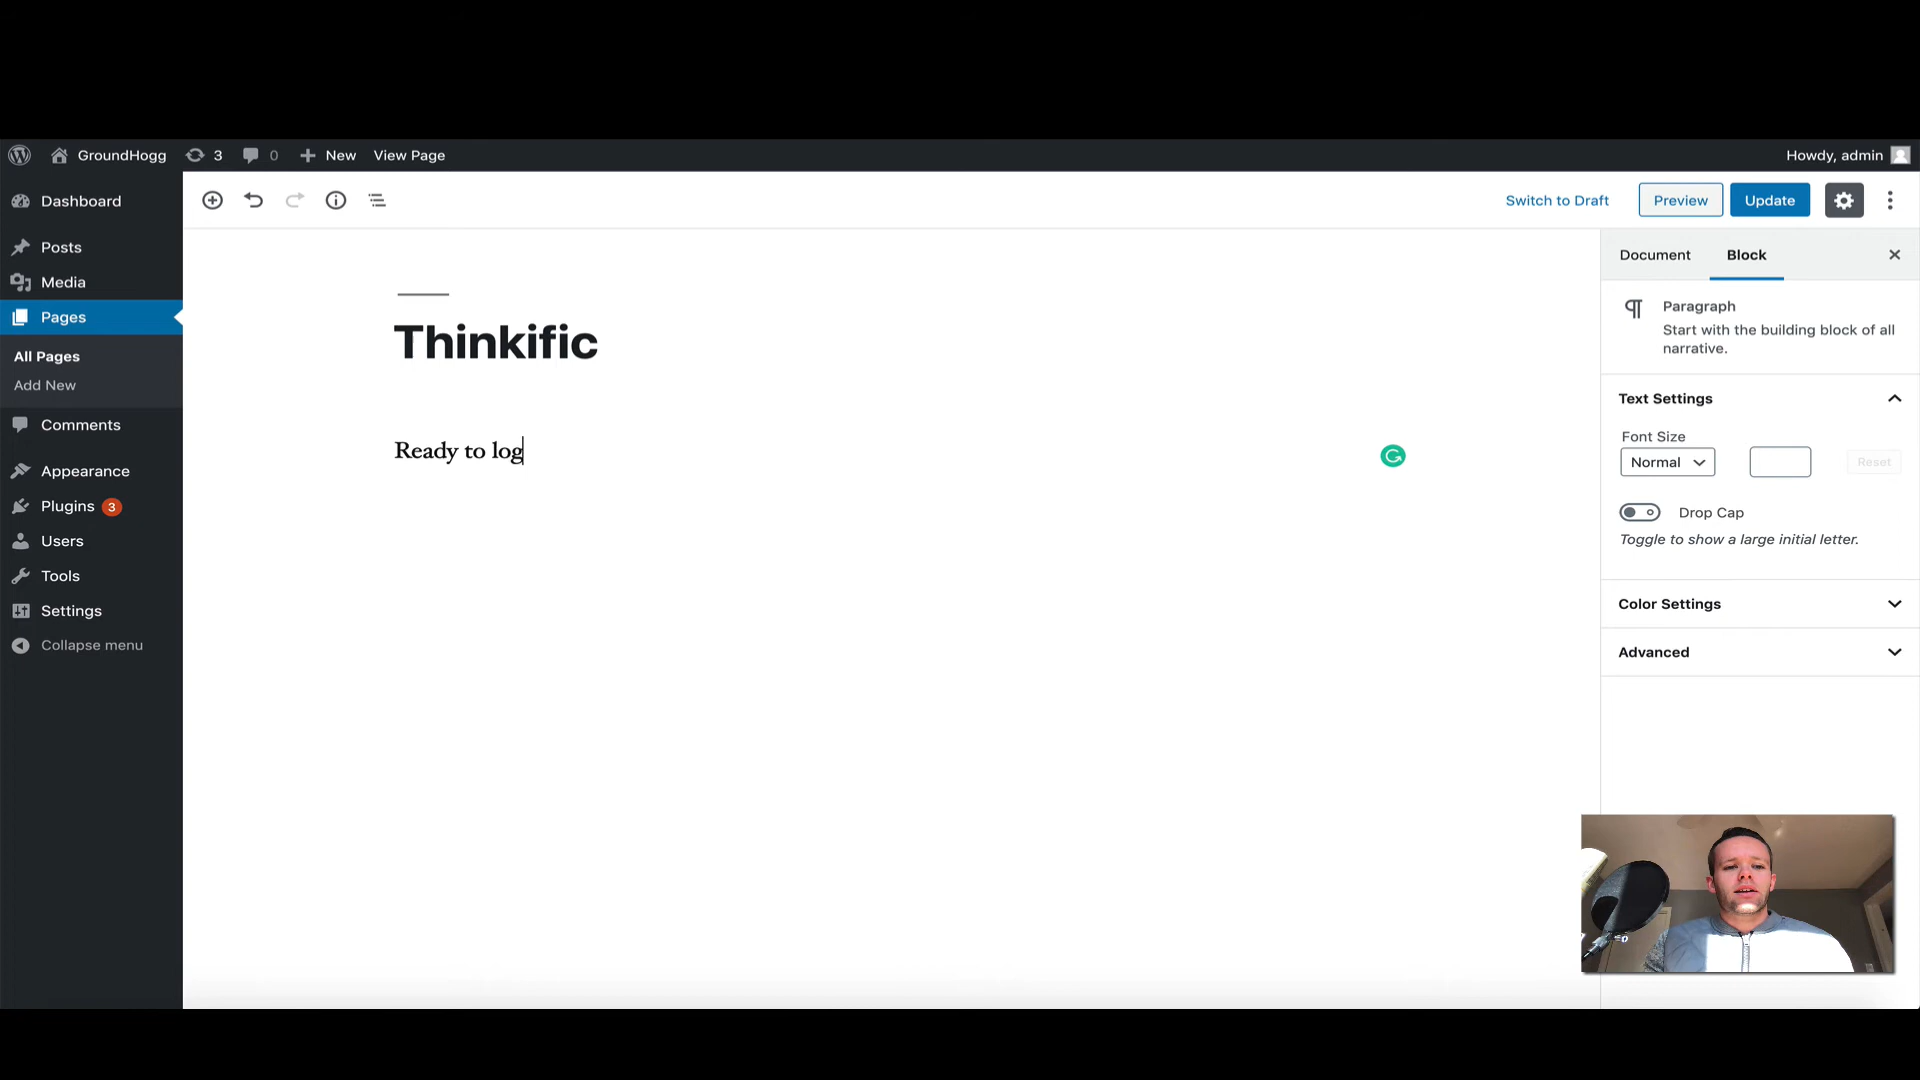 GroundHogg 3 0 New View Page Howdy, admin
Dashboard
Posts
Media
Pages
All Pages
Add New
Comments
Appearance
Plugins 3
Users
Tools
Settings
Collapse menu
Switch to Draft Preview Update
Thinkific
Ready to log
Document Block
Paragraph
Start with the building block of all
narrative.
Text Settings
Font Size
Normal Reset
Drop Cap
Toggle to show a large initial letter.
Color Settings
Advanced